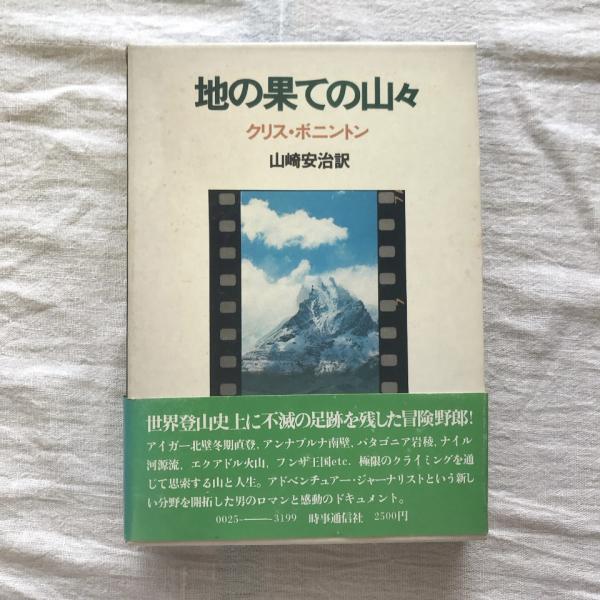 地の果ての山々
クリス・ボニントン
山崎安治訳
世界登山史上に不滅の足跡を残した冒険野郎!
アイガー北壁冬期直登、アンナプルナ南壁、パタゴニア岩稜、ナイル
河源流、エクアドル火山、フンザ王国etc. 極限のクライミングを通
じて思索する山と人生。アドベンチュアー・ジャーナリストという新し
い分野を開拓した男のロマンと感動のドキュメント。
0025-――3199 時事通信社 2500円